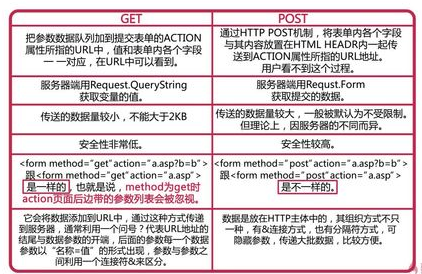 GET
POST
把参数数据队列加到提交表单的ACTION
属性所指的URL中，值和表单内各个字段
一 一对应，在URL中可以看到。
通过HTTP POST机制，将表单内各个字段
与其内容放置在HTML HEADR内一起传
送到ACTION属性所指的URL地址。
用户看不到这个过程。
服务器端用Request.QueryString
获取变量的值。
服务器端用Requst.Form
获取提交的数据。
传送的数据量较小，不能大于2KB
传送的数据量较大，一般被默认为不受限制。
但理论上，因服务器的不同而异。
安全性非常低。
安全性较高。
<form method="get"action="a.asp?b=b">
跟<form method="get"action="a.asp">
是一样的，也就是说，method为get时
action页面后边带的参数列表会被忽视。
<form method="post"action="a.asp?b=b">
跟<form method="post"action="a.asp">
是不一样的。
它会将数据添加到URL中，通过这种方式传递
到服务器，通常利用一个问号？代表URL地址的
结尾与数据参数的开端，后面的参数每一个数据
参数以“名称=值”的形式出现，参数与参数之
间利用一个连接符&来区分。
数据是放在HTTP主体中的，其组织方式不只
一种，有&连接方式，也有分隔符方式，可
隐藏参数，传递大批数据，比较方便。